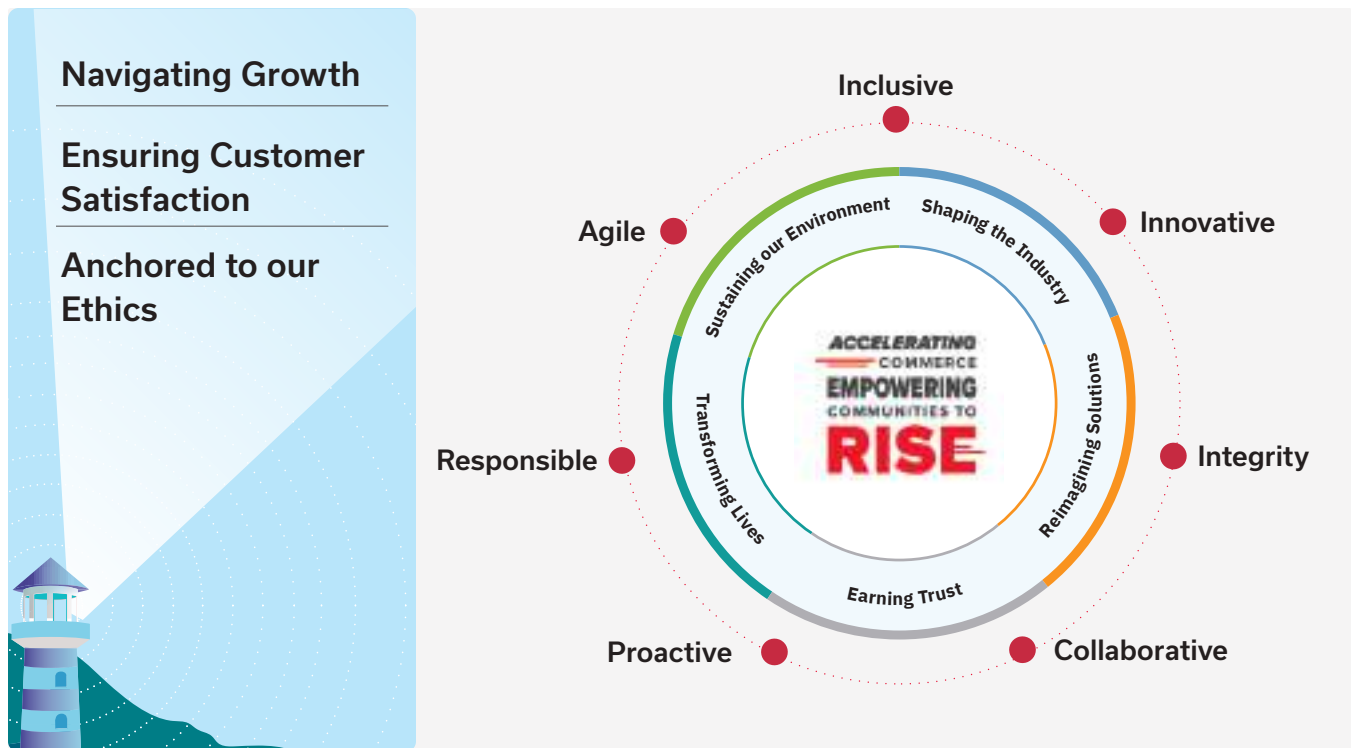 Navigating Growth
Ensuring Customer
Satisfaction
Anchored to our
Ethics
Inclusive
Innovative
Integrity
Collaborative
Proactive
Responsible
Agile
Sustaining our Environment
Shaping the Industry
Reimagining Solutions
Earning Trust
Transforming Lives
ACCELERATING
COMMERCE
EMPOWERING
COMMUNITIES TO
RISE